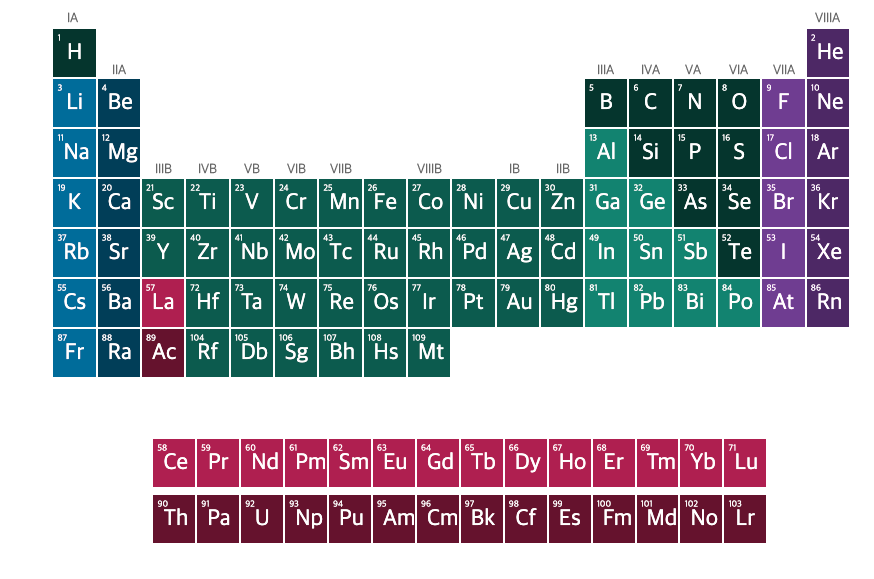 IA VIIIA
1 H 2 He
IIA IIIA IVA VA VIA VIIA
3 Li 4 Be 5 B 6 C 7 N 8 O 9 F 10 Ne
11 Na 12 Mg 13 Al 14 Si 15 P 16 S 17 Cl 18 Ar
IIIB IVB VB VIB VIIB VIIIB IB IIB
19 K 20 Ca 21 Sc 22 Ti 23 V 24 Cr 25 Mn 26 Fe 27 Co 28 Ni 29 Cu 30 Zn 31 Ga 32 Ge 33 As 34 Se 35 Br 36 Kr
37 Rb 38 Sr 39 Y 40 Zr 41 Nb 42 Mo 43 Tc 44 Ru 45 Rh 46 Pd 47 Ag 48 Cd 49 In 50 Sn 51 Sb 52 Te 53 I 54 Xe
55 Cs 56 Ba 57 La 72 Hf 73 Ta 74 W 75 Re 76 Os 77 Ir 78 Pt 79 Au 80 Hg 81 Tl 82 Pb 83 Bi 84 Po 85 At 86 Rn
87 Fr 88 Ra 89 Ac 104 Rf 105 Db 106 Sg 107 Bh 108 Hs 109 Mt
58 Ce 59 Pr 60 Nd 61 Pm 62 Sm 63 Eu 64 Gd 65 Tb 66 Dy 67 Ho 68 Er 69 Tm 70 Yb 71 Lu
90 Th 91 Pa 92 U 93 Np 94 Pu 95 Am 96 Cm 97 Bk 98 Cf 99 Es 100 Fm 101 Md 102 No 103 Lr